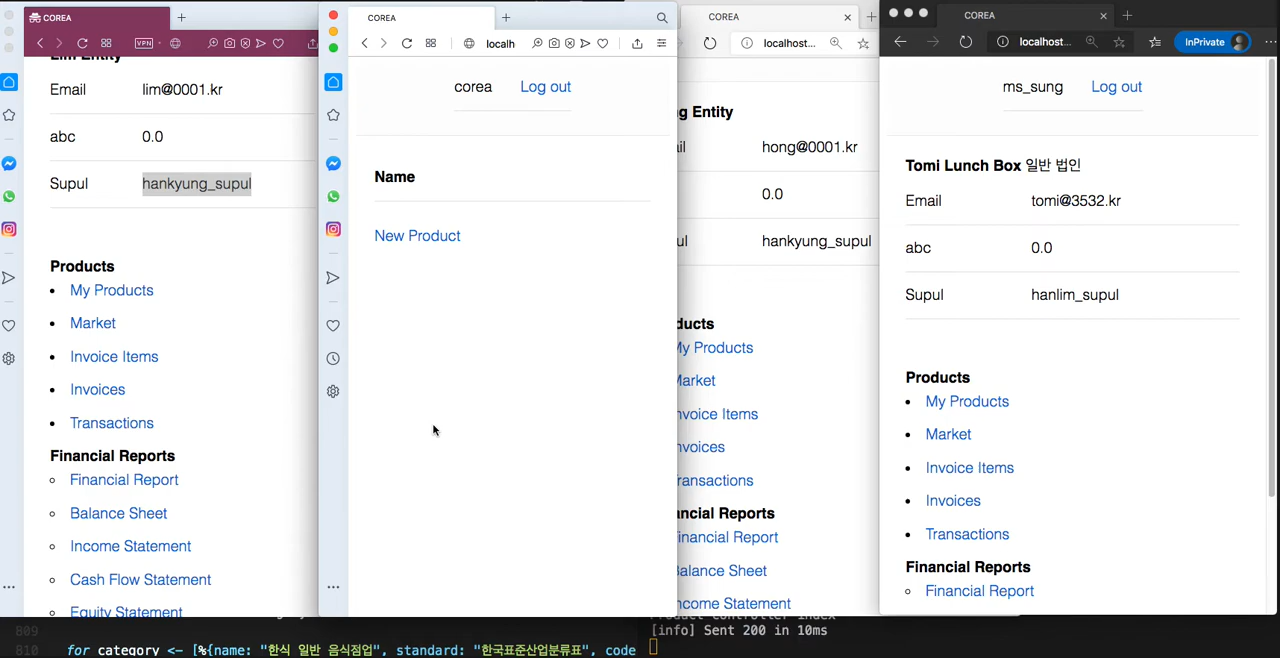 COREA
VPN
Lim Entity
Email lim@0001.kr
abc 0.0
Supul hankyung_supul
Products
My Products
Market
Invoice Items
Invoices
Transactions
Financial Reports
Financial Report
Balance Sheet
Income Statement
Cash Flow Statement
Equity Statement
COREA
localh
corea Log out
Name
New Product
COREA
localhost...
g Entity
il hong@0001.kr
0.0
ul hankyung_supul
ducts
My Products
Market
nvoice Items
nvoices
ransactions
ncial Reports
inancial Report
Balance Sheet
ncome Statement
COREA
localhost... InPrivate
ms_sung Log out
Tomi Lunch Box 일반 법인
Email tomi@3532.kr
abc 0.0
Supul hanlim_supul
Products
My Products
Market
Invoice Items
Invoices
Transactions
Financial Reports
Financial Report
809
810 for category <- [%{name: "한식 일반 음식점업", standard: "한국표준산업분류표", code
[info] Sent 200 in 10ms